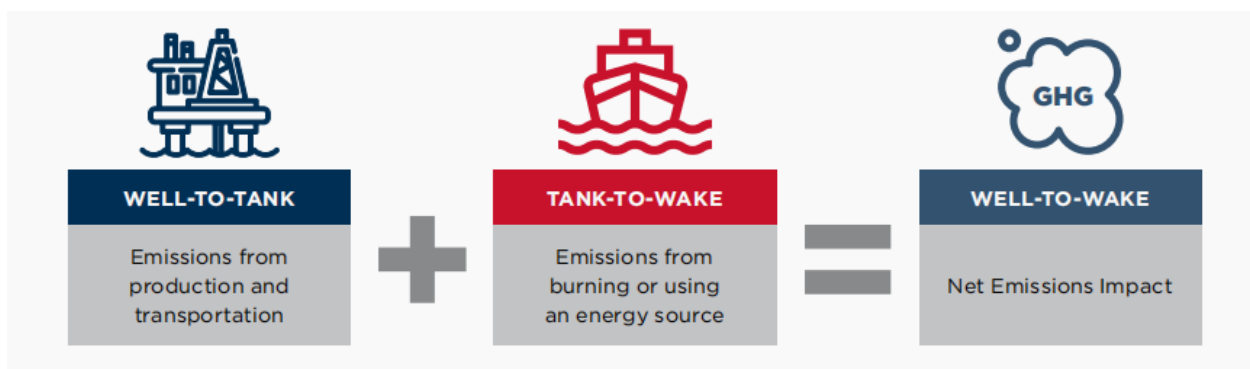 GHG
WELL-TO-TANK
Emissions from
production and
transportation
TANK-TO-WAKE
Emissions from
burning or using
an energy source
WELL-TO-WAKE
Net Emissions Impact